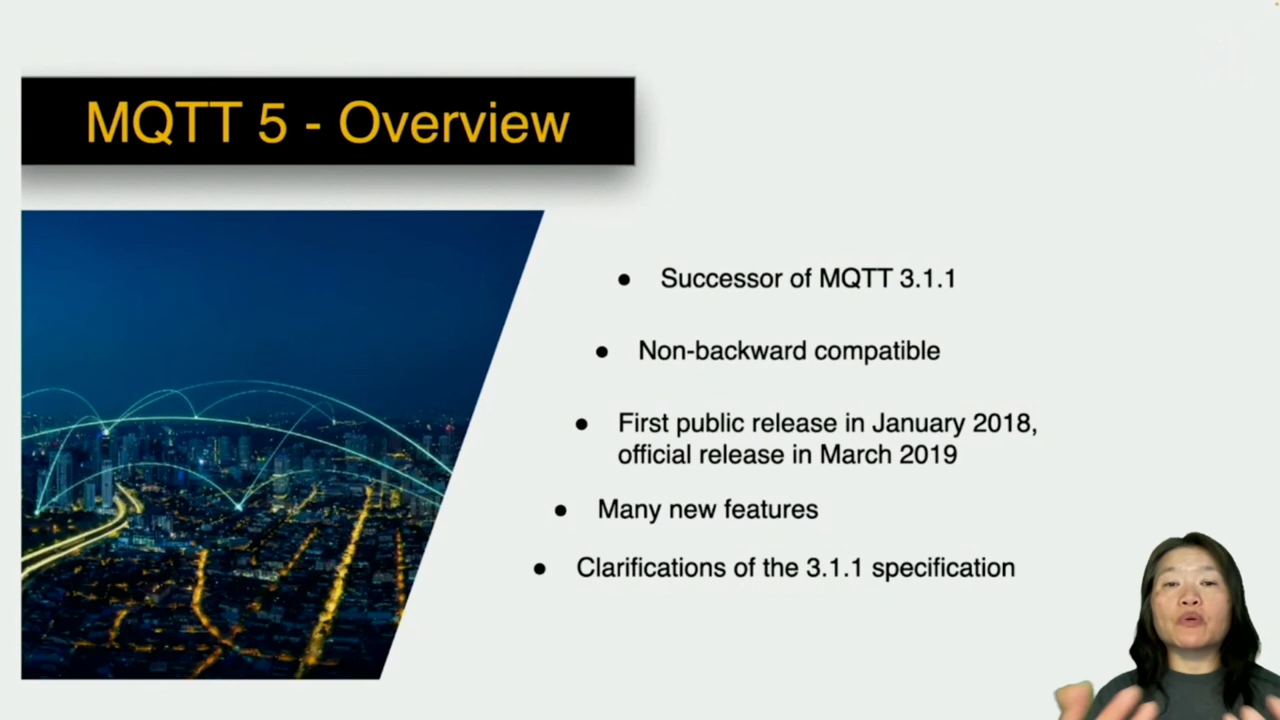 MQTT 5 - Overview
● Successor of MQTT 3.1.1
● Non-backward compatible
● First public release in January 2018,
official release in March 2019
● Many new features
● Clarifications of the 3.1.1 specification